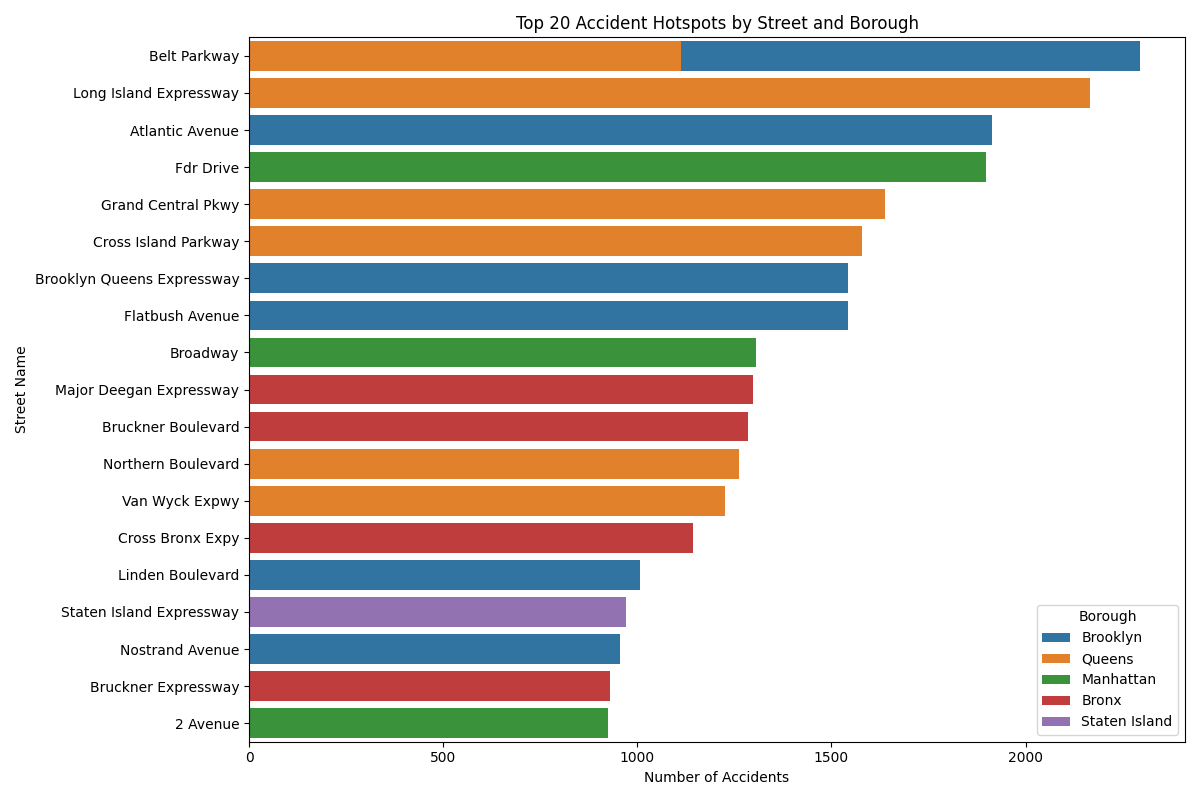 Top 20 Accident Hotspots by Street and Borough
Street Name
Belt Parkway
Long Island Expressway
Atlantic Avenue
Fdr Drive
Grand Central Pkwy
Cross Island Parkway
Brooklyn Queens Expressway
Flatbush Avenue
Broadway
Major Deegan Expressway
Bruckner Boulevard
Northern Boulevard
Van Wyck Expwy
Cross Bronx Expy
Linden Boulevard
Staten Island Expressway
Nostrand Avenue
Bruckner Expressway
2 Avenue
Borough
Brooklyn
Queens
Manhattan
Bronx
Staten Island
0 500 1000 1500 2000
Number of Accidents